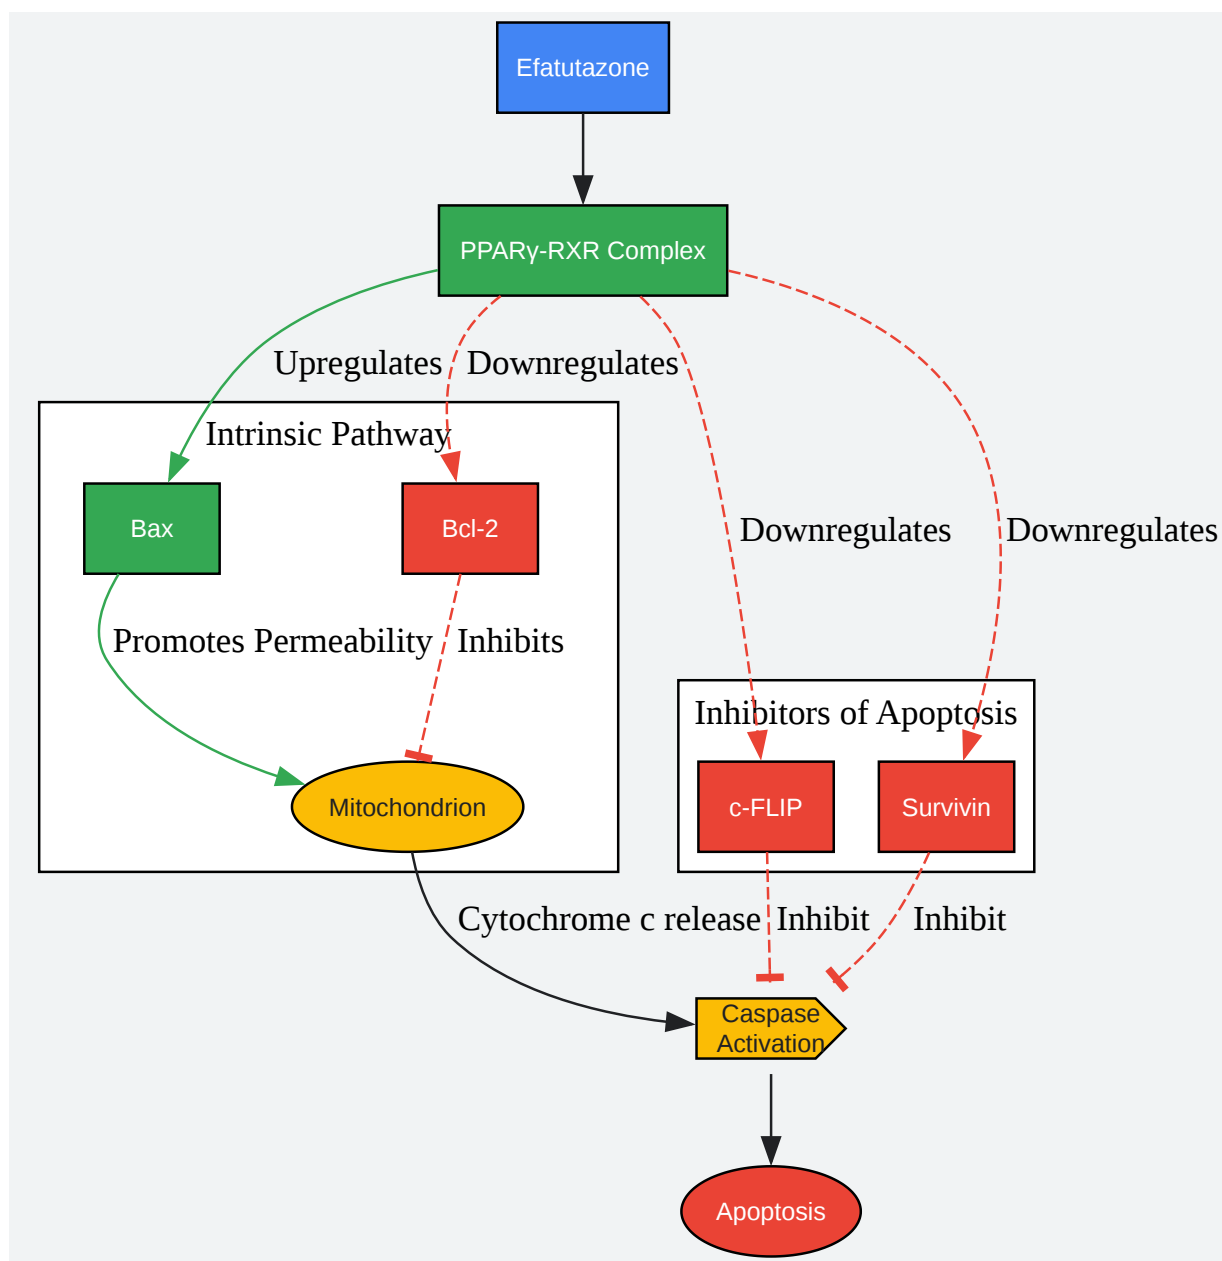 Efatutazone
PPARγ-RXR Complex
Upregulates
Downregulates
Intrinsic Pathway
Bax
Bcl-2
Downregulates
Downregulates
Promotes Permeability
Inhibits
Inhibitors of Apoptosis
Mitochondrion
c-FLIP
Survivin
Cytochrome c release
Inhibit
Inhibit
Caspase
Activation
Apoptosis